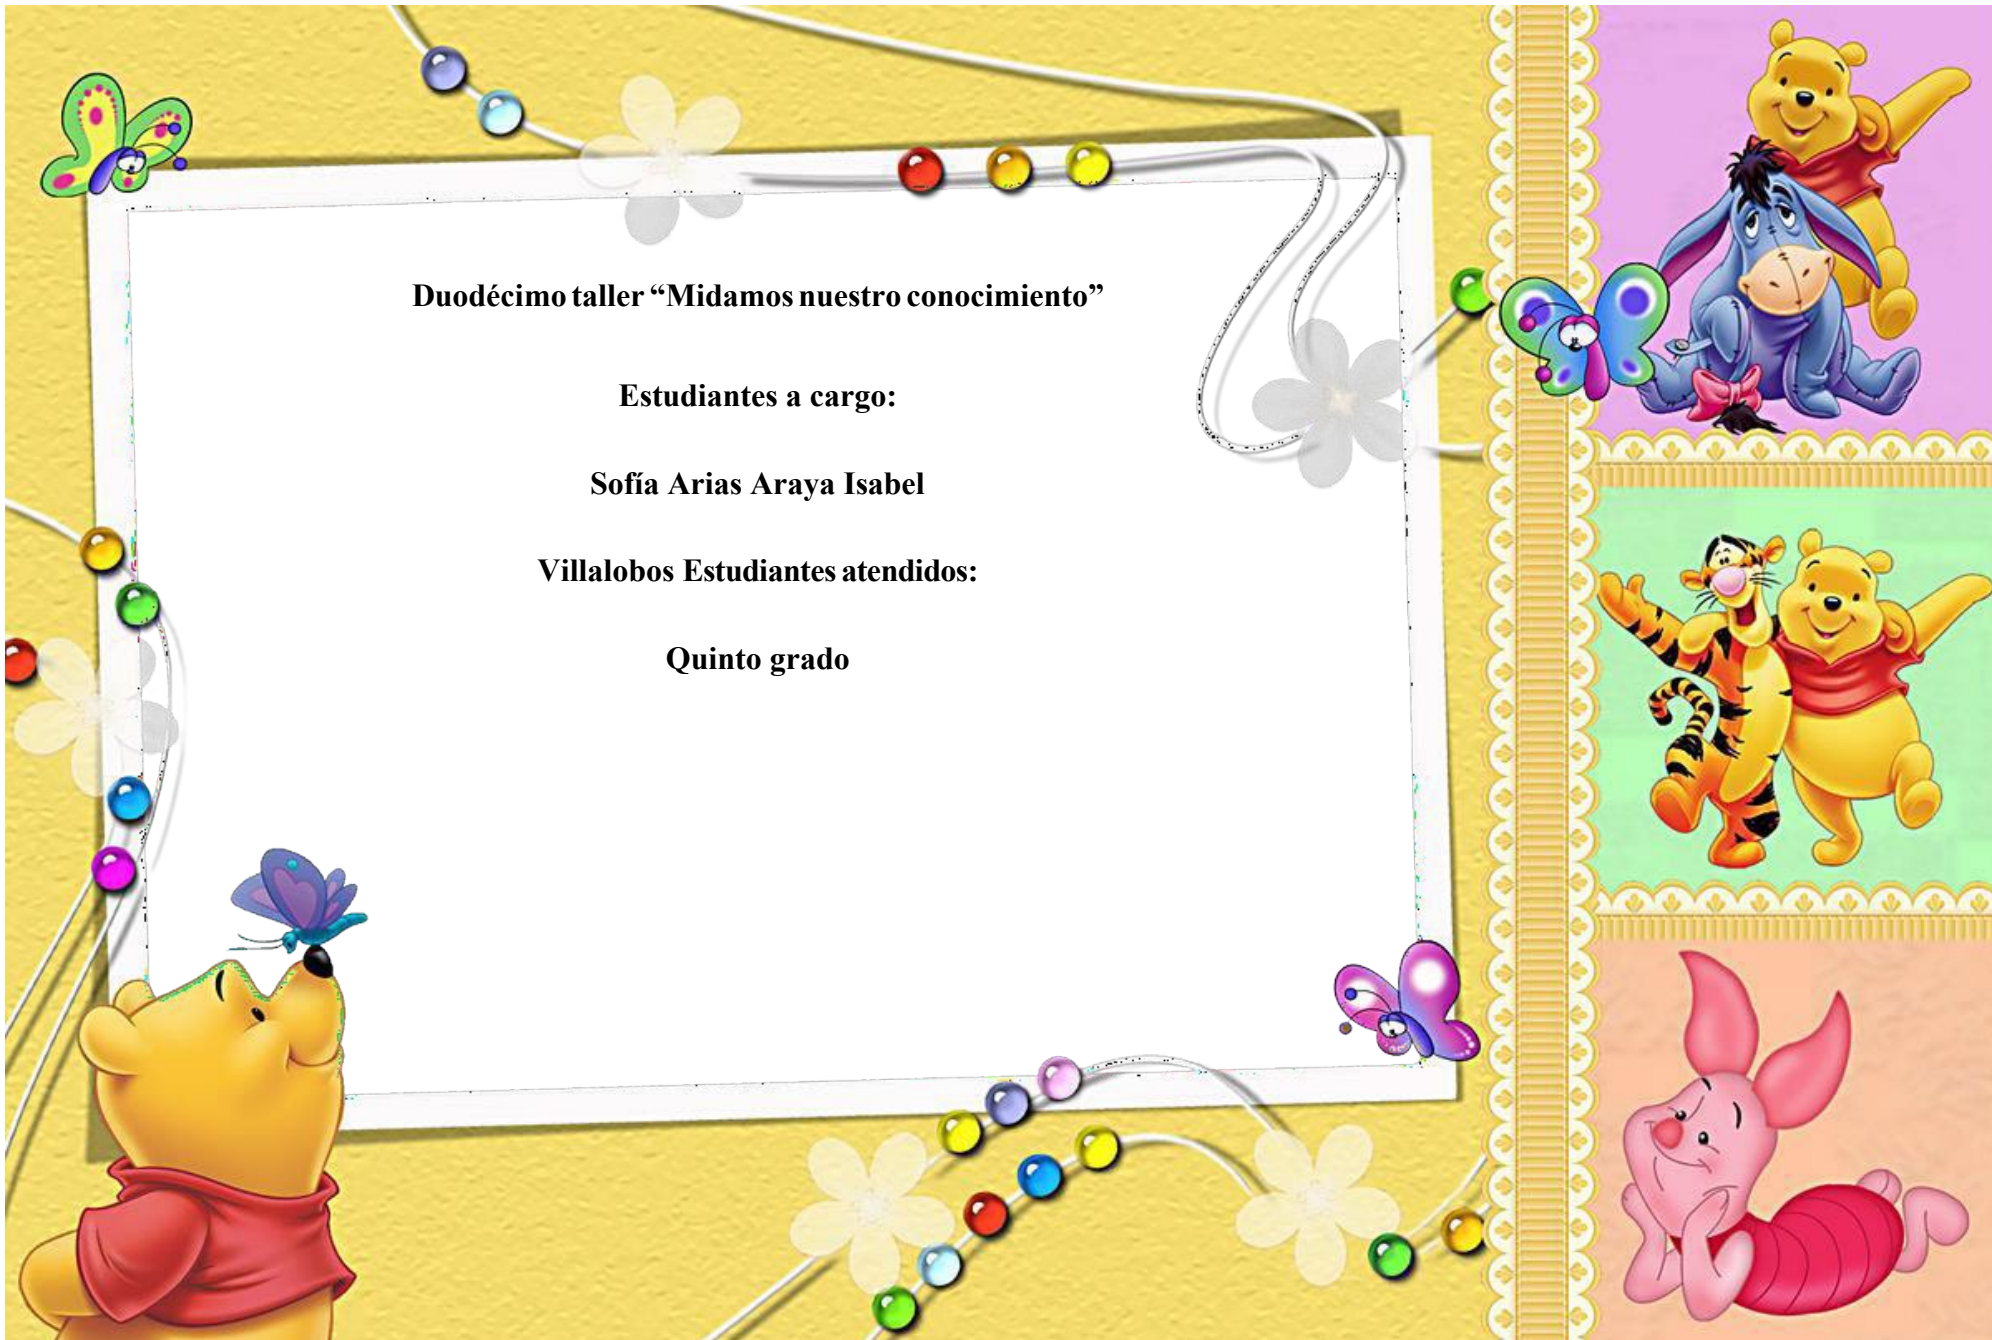 Duodécimo taller “Midamos nuestro conocimiento”
Estudiantes a cargo:
Sofía Arias Araya Isabel
Villalobos Estudiantes atendidos:
Quinto grado